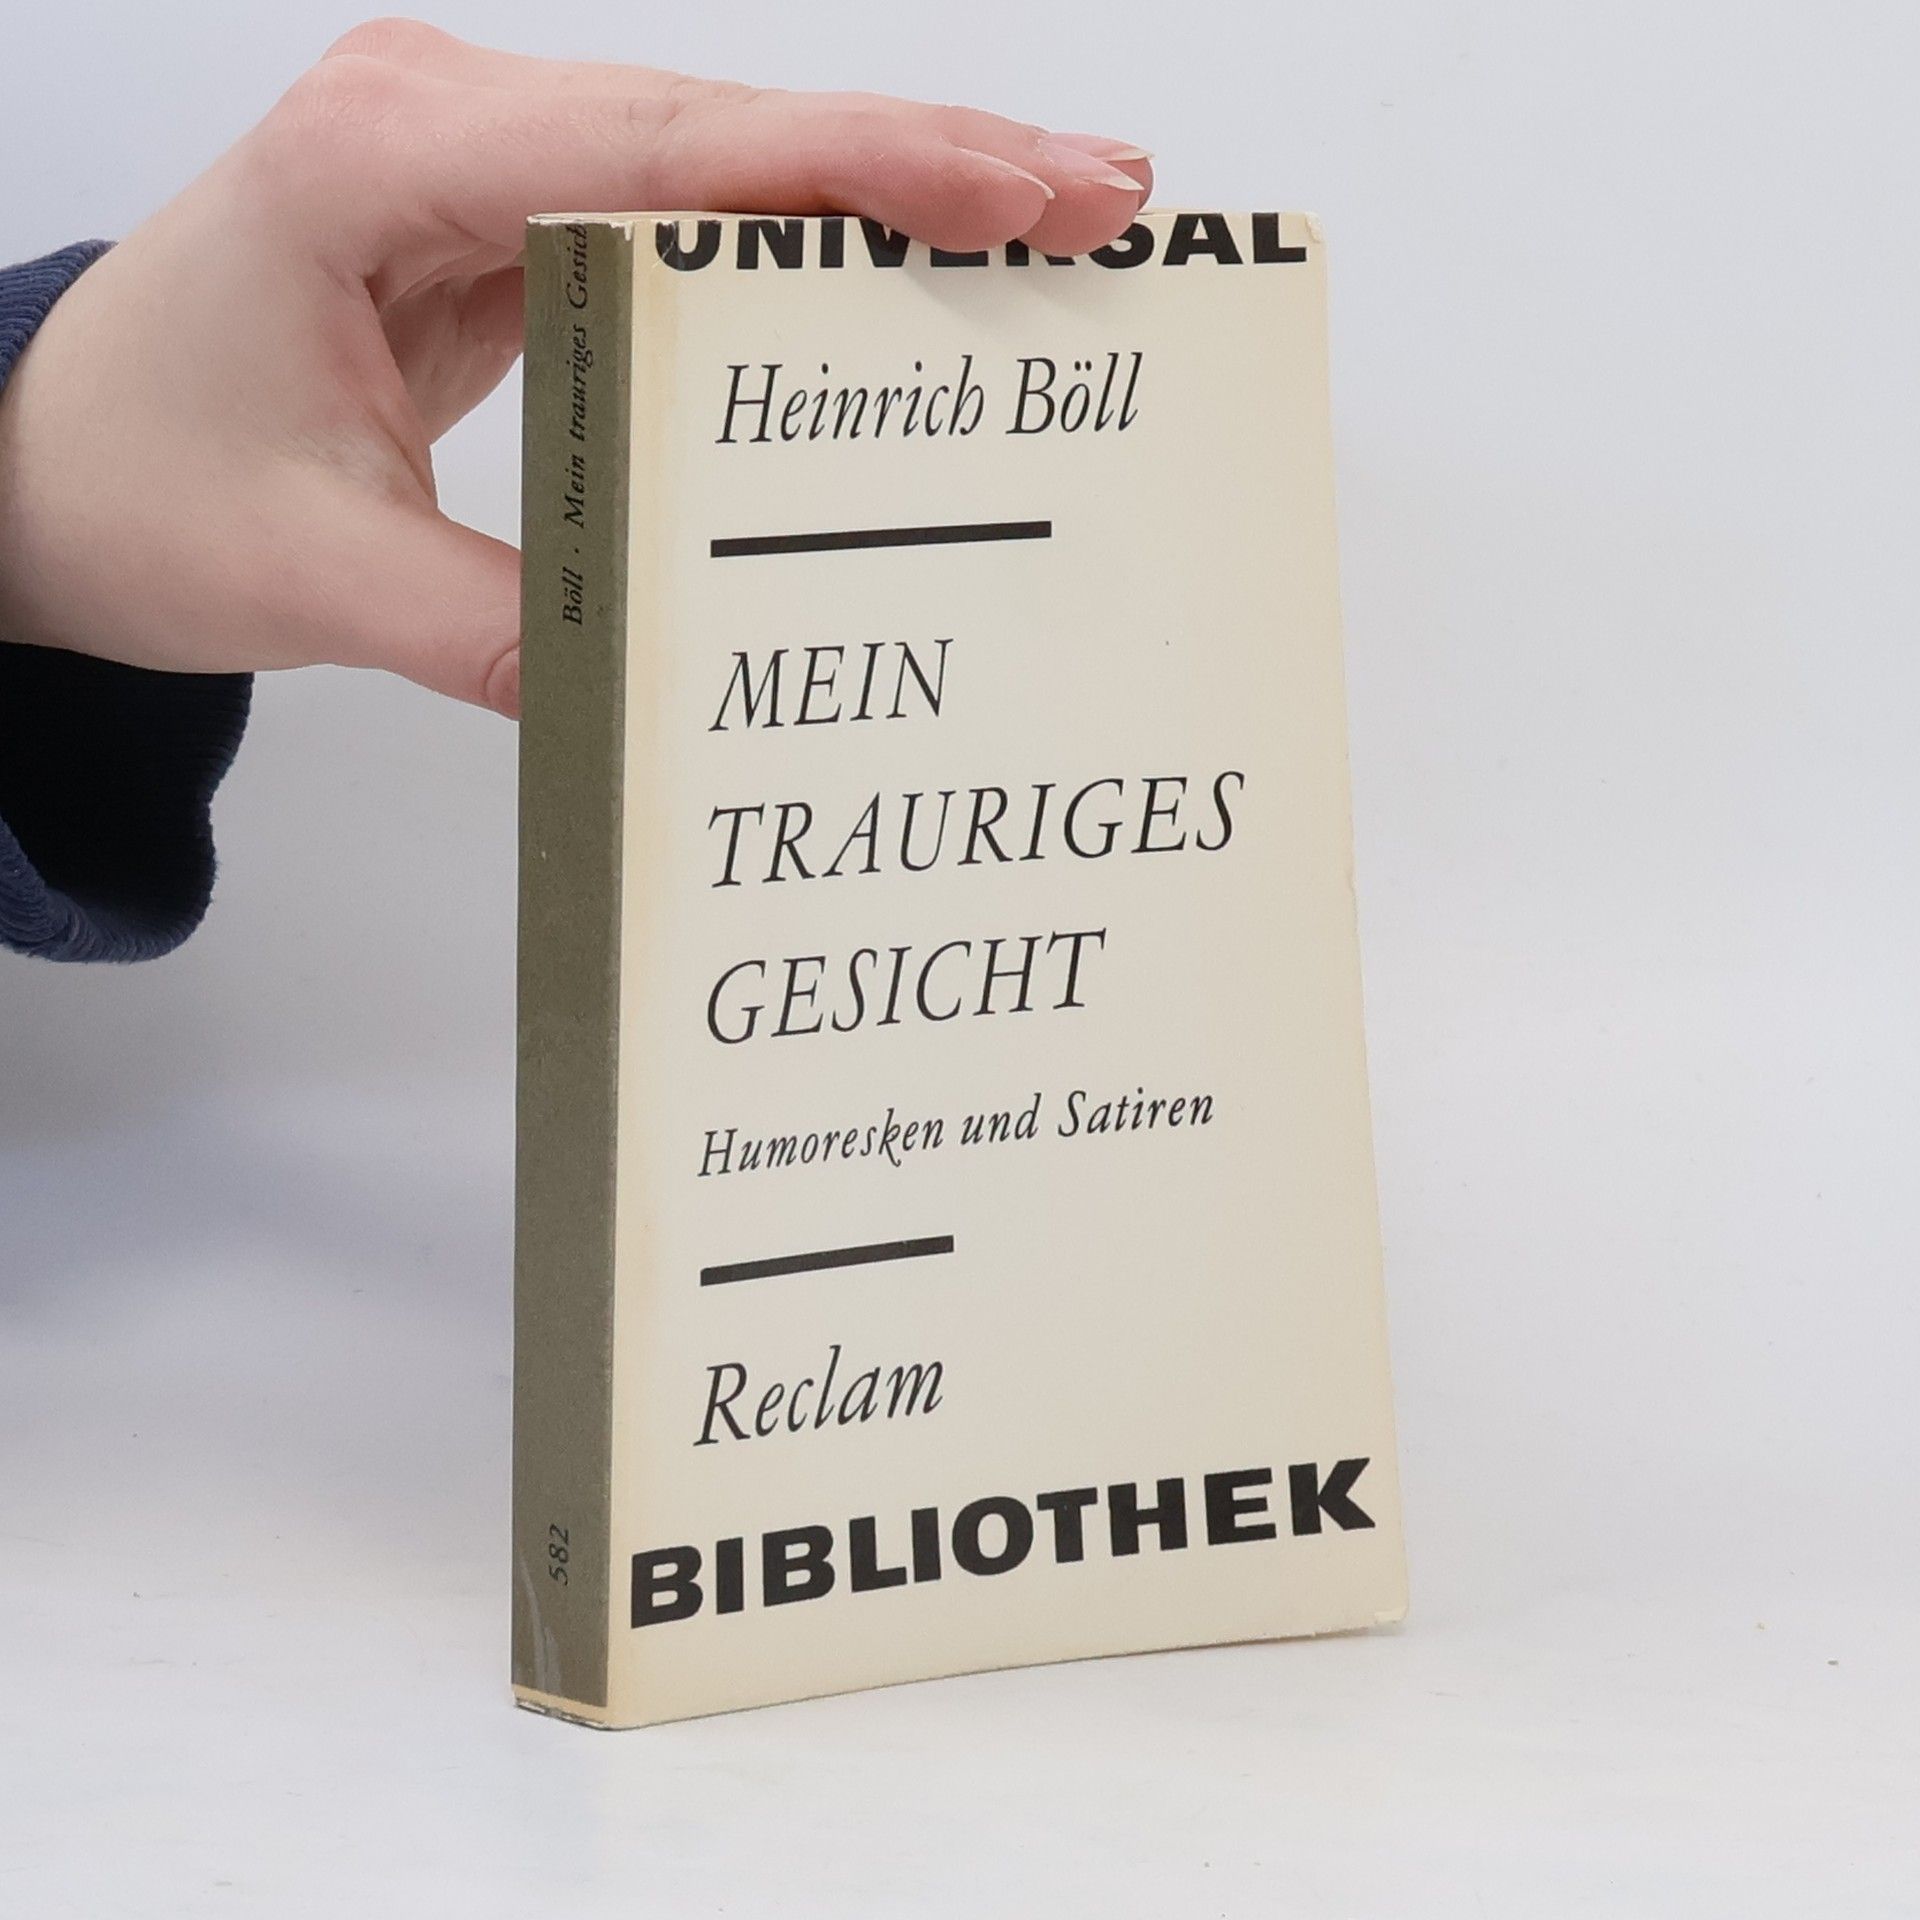 UNIVERSAL
Heinrich Böll
MEIN
TRAURIGES
GESICHT
Humoresken und Satiren
Reclam
BIBLIOTHEK
Böll · Mein trauriges Gesich
582